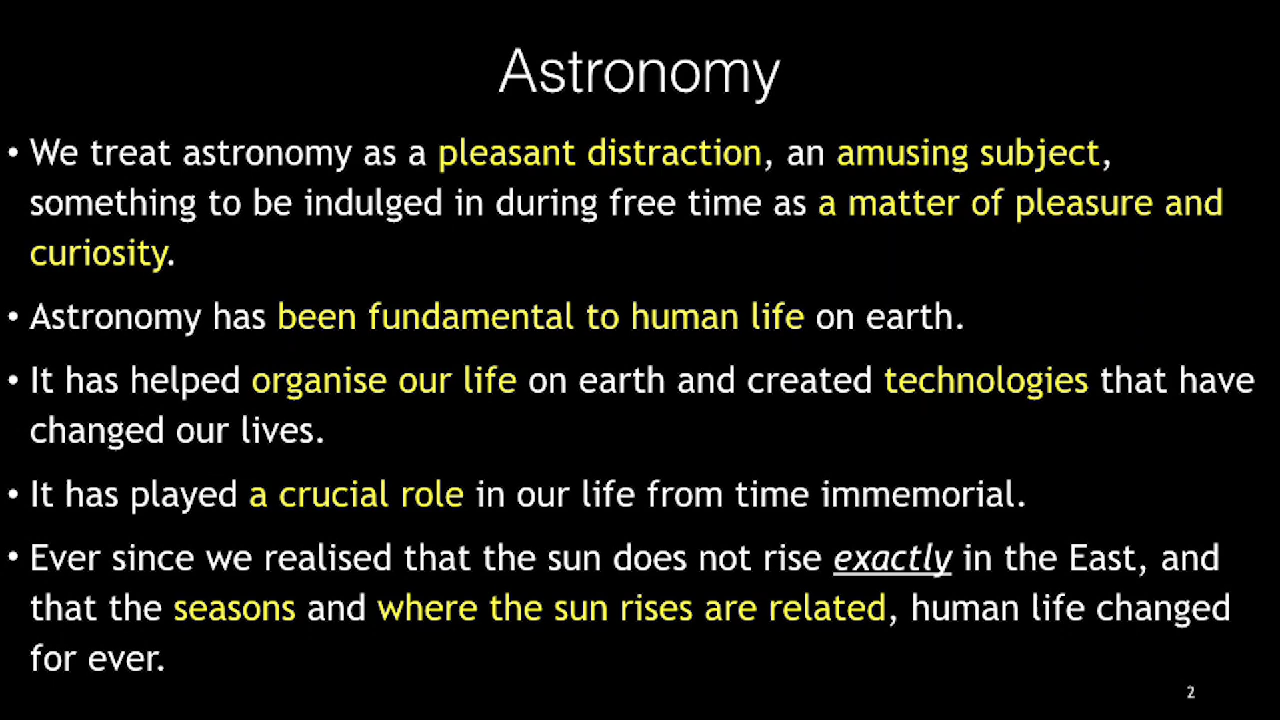 Astronomy
• We treat astronomy as a pleasant distraction, an amusing subject,
something to be indulged in during free time as a matter of pleasure and
curiosity.
• Astronomy has been fundamental to human life on earth.
• It has helped organise our life on earth and created technologies that have
changed our lives.
• It has played a crucial role in our life from time immemorial.
• Ever since we realised that the sun does not rise exactly in the East, and
that the seasons and where the sun rises are related, human life changed
for ever.
2